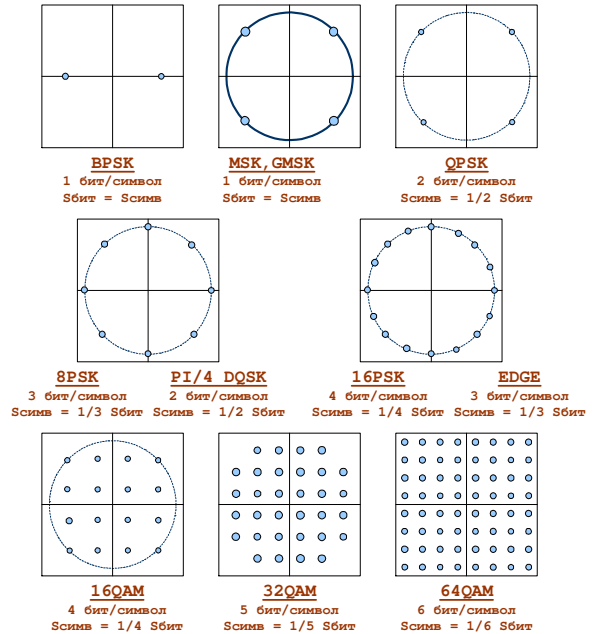 BPSK MSK,GMSK QPSK
1 бит/символ 1 бит/символ 2 бит/символ
Sбит = Sсимв Sбит = Sсимв Sсимв = 1/2 Sбит
8PSK PI/4 DQSK 16PSK EDGE
3 бит/символ 2 бит/символ 4 бит/символ 3 бит/символ
Sсимв = 1/3 Sбит Sсимв = 1/2 Sбит Sсимв = 1/4 Sбит Sсимв = 1/3 Sбит
16QAM 32QAM 64QAM
4 бит/символ 5 бит/символ 6 бит/символ
Sсимв = 1/4 Sбит Sсимв = 1/5 Sбит Sсимв = 1/6 Sбит